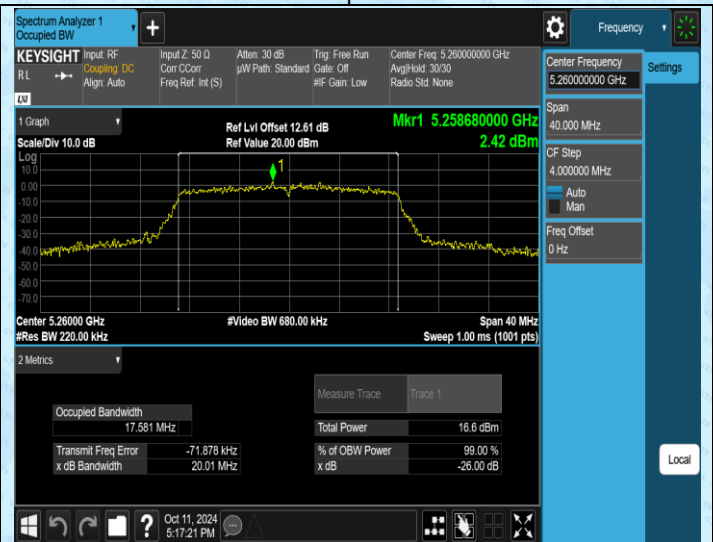 Spectrum Analyzer 1
Occupied BW
+
Frequency
KEYSIGHT
RL
LXI
Input: RF
Coupling: DC
Align: Auto
Input Z: 50 Ω
Corr CCorr
Freq Ref: Int (S)
Atten: 30 dB
µW Path: Standard
Trig: Free Run
Gate: Off
#IF Gain: Low
Center Freq: 5.260000000 GHz
Avg|Hold: 30/30
Radio Std: None
Center Frequency
5.260000000 GHz
Settings
Span
40.000 MHz
CF Step
4.000000 MHz
Auto
Man
Freq Offset
0 Hz
1 Graph
Ref Lvl Offset 12.61 dB
Mkr1 5.258680000 GHz
Scale/Div 10.0 dB
Ref Value 20.00 dBm
2.42 dBm
Log
10.0
0.00
-10.0
-20.0
-30.0
-40.0
-50.0
-60.0
-70.0
1
Center 5.26000 GHz
#Video BW 680.00 kHz
Span 40 MHz
#Res BW 220.00 kHz
Sweep 1.00 ms (1001 pts)
2 Metrics
Measure Trace
Trace 1
Occupied Bandwidth
17.581 MHz
Total Power
16.6 dBm
Transmit Freq Error
-71.878 kHz
% of OBW Power
99.00 %
x dB Bandwidth
20.01 MHz
x dB
-26.00 dB
Local
?
Oct 11, 2024
5:17:21 PM